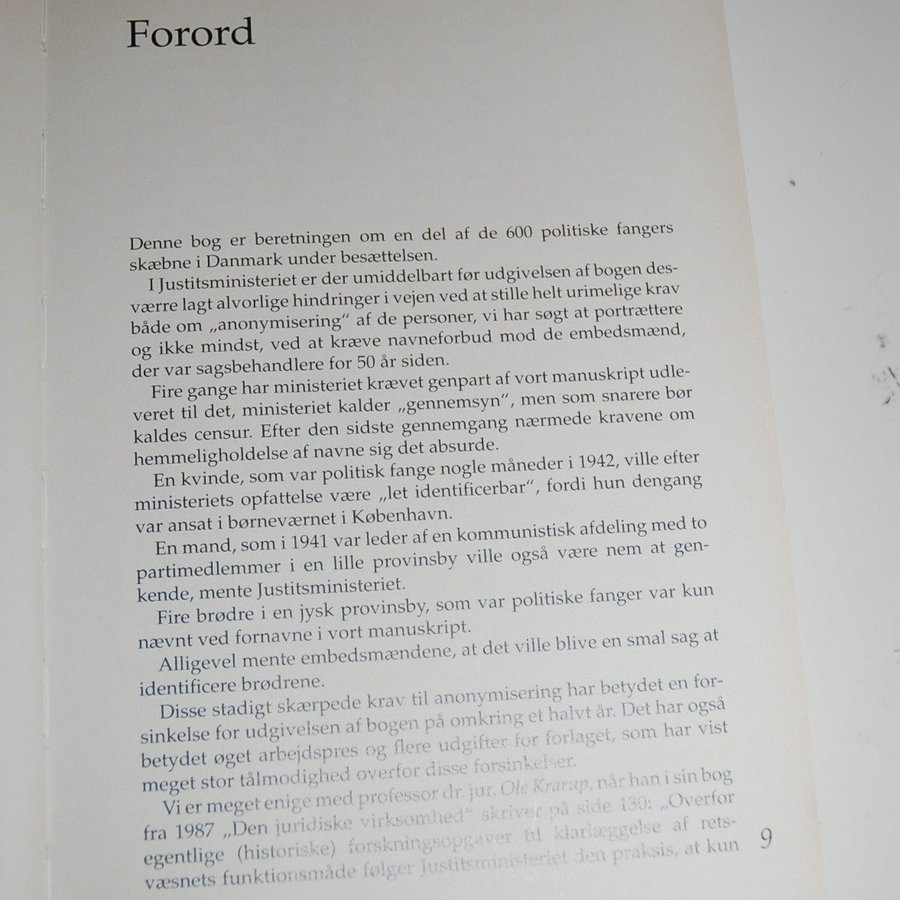 Forord
Denne bog er beretningen om en del af de 600 politiske fangers
skæbne i Danmark under besættelsen.
I Justitsministeriet er der umiddelbart før udgivelsen af bogen des-
værre lagt alvorlige hindringer i vejen ved at stille helt urimelige krav
både om „anonymisering“ af de personer, vi har søgt at portrættere
og ikke mindst, ved at kræve navneforbud mod de embedsmænd,
der var sagsbehandlere for 50 år siden.
Fire gange har ministeriet krævet genpart af vort manuskript udle-
veret til det, ministeriet kalder „gennemsyn“, men som snarere bør
kaldes censur. Efter den sidste gennemgang nærmede kravene om
hemmeligholdelse af navne sig det absurde.
En kvinde, som var politisk fange nogle måneder i 1942, ville efter
ministeriets opfattelse være „let identificerbar“, fordi hun dengang
var ansat i børneværnet i København.
En mand, som i 1941 var leder af en kommunistisk afdeling med to
partimedlemmer i en lille provinsby ville også være nem at gen-
kende, mente Justitsministeriet.
Fire brødre i en jysk provinsby, som var politiske fanger var kun
nævnt ved fornavne i vort manuskript.
Alligevel mente embedsmændene, at det ville blive en smal sag at
identificere brødrene.
Disse stadigt skærpede krav til anonymisering har betydet en for-
sinkelse for udgivelsen af bogen på omkring et halvt år. Det har også
betydet øget arbejdspres og flere udgifter for forlaget, som har vist
meget stor tålmodighed overfor disse forsinkelser.
Vi er meget enige med professor dr. jur. Ole Krarup, når han i sin bog
fra 1987 „Den juridiske virksomhed“ skriver på side 130: „Overfor
egentlige (historiske) forskningsopgaver til klarlæggelse af rets-
væsnets funktionsmåde følger Justitsministeriet den praksis, at kun
9